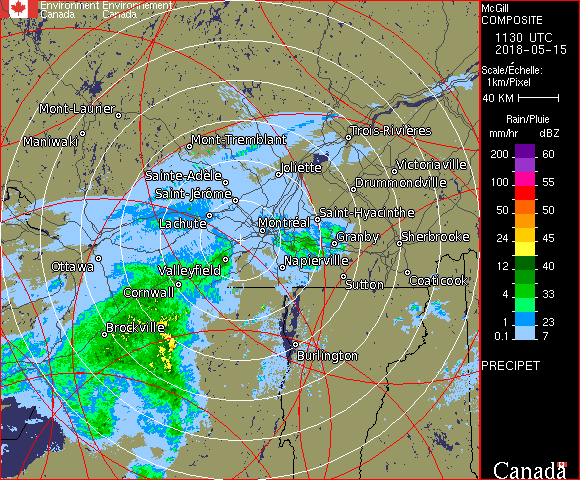 Environment Environnement
Canada Canada
McGill
COMPOSITE
1130 UTC
2018-05-15
Scale/Échelle:
1km/Pixel
40 KM
Rain/Pluie
mm/hr dBZ
200 60
100 55
50 50
24 45
12 40
4 33
1 23
0.1 7
PRECIPET
Canada
Mont-Laurier
Maniwaki
Mont-Tremblant
Trois-Rivières
Joliette
Victoriaville
Sainte-Adèle
Drummondville
Saint-Jérôme
Lachute
Saint-Hyacinthe
Montréal
Granby
Sherbrooke
Ottawa
Valleyfield
Napierville
Cornwall
Sutton
Coaticook
Brockville
Burlington